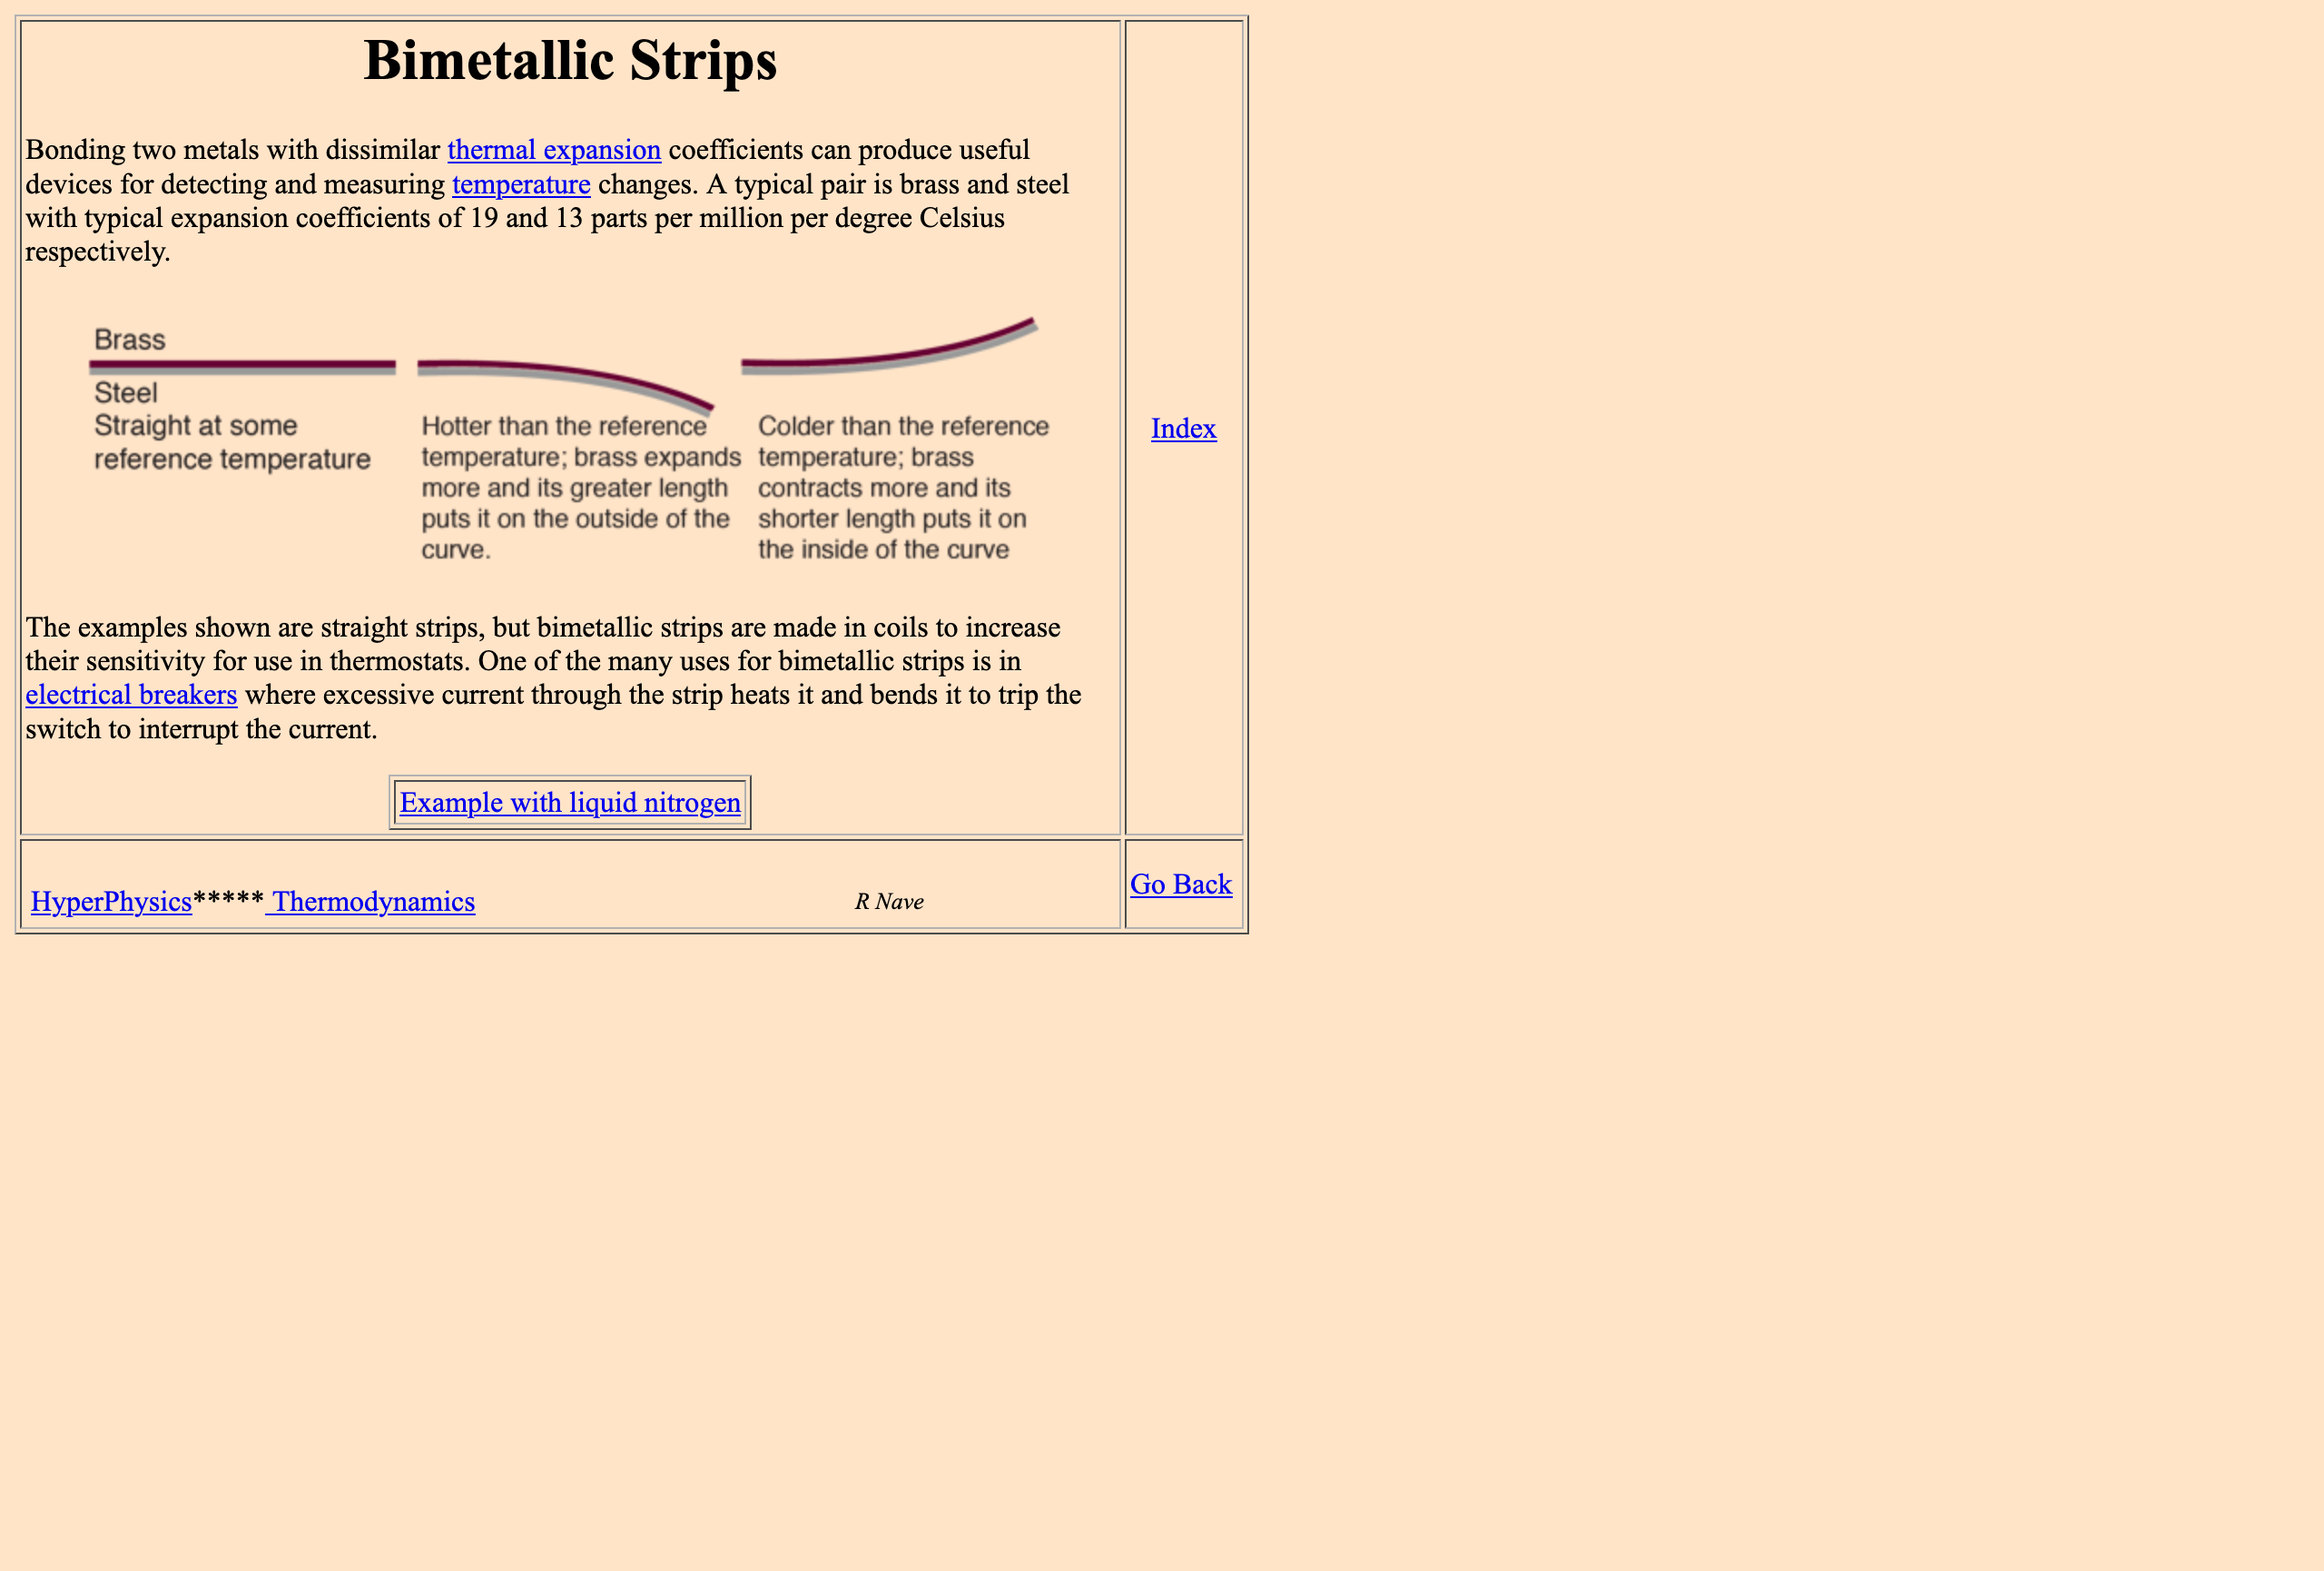 Bimetallic Strips
Bonding two metals with dissimilar thermal expansion coefficients can produce useful
devices for detecting and measuring temperature changes. A typical pair is brass and steel
with typical expansion coefficients of 19 and 13 parts per million per degree Celsius
respectively.
Brass
Steel
Straight at some
reference temperature
Hotter than the reference
temperature; brass expands
more and its greater length
puts it on the outside of the
curve.
Colder than the reference
temperature; brass
contracts more and its
shorter length puts it on
the inside of the curve
The examples shown are straight strips, but bimetallic strips are made in coils to increase
their sensitivity for use in thermostats. One of the many uses for bimetallic strips is in
electrical breakers where excessive current through the strip heats it and bends it to trip the
switch to interrupt the current.
Example with liquid nitrogen
Index
HyperPhysics***** Thermodynamics
R Nave
Go Back